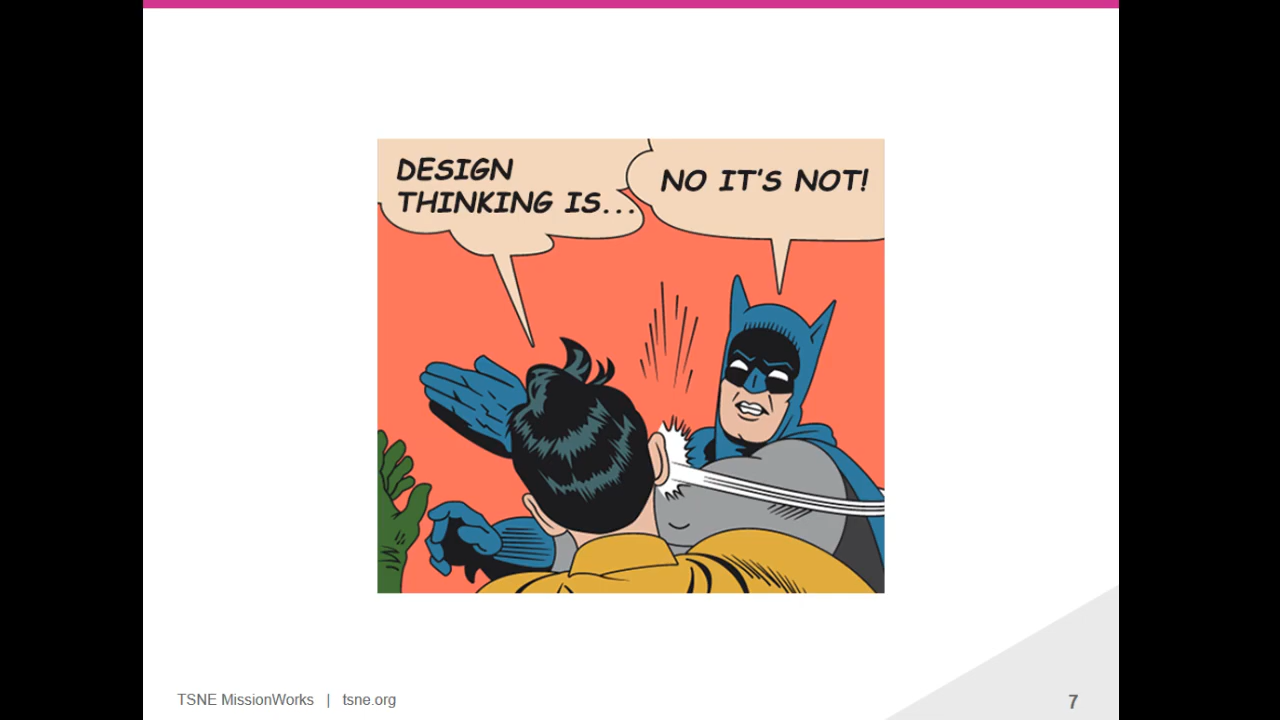 DESIGN
THINKING IS...
NO IT'S NOT!
TSNE MissionWorks | tsne.org
7